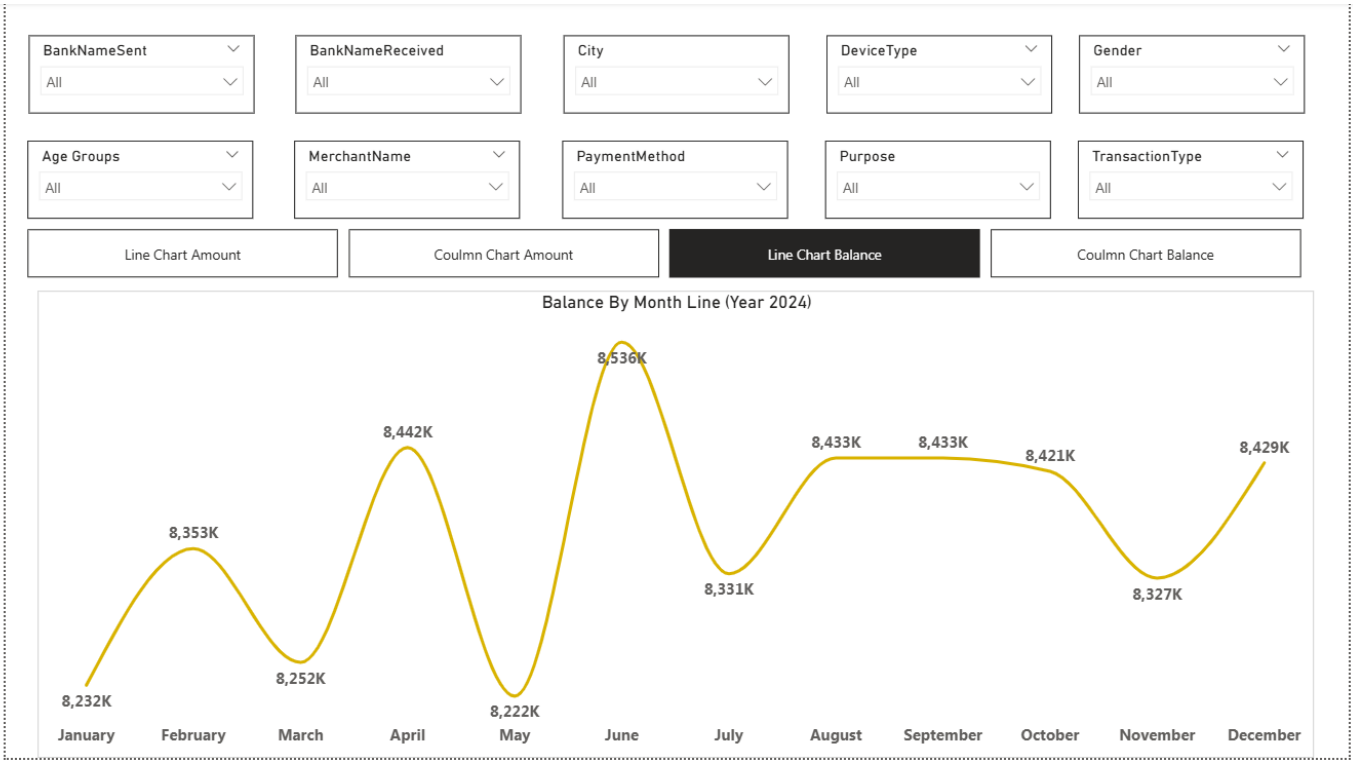 BankNameSent
All
BankNameReceived
All
City
All
DeviceType
All
Gender
All
Age Groups
All
MerchantName
All
PaymentMethod
All
Purpose
All
TransactionType
All
Line Chart Amount
Coulmn Chart Amount
Line Chart Balance
Coulmn Chart Balance
Balance By Month Line (Year 2024)
8,232K
8,353K
8,252K
8,442K
8,222K
8,536K
8,331K
8,433K
8,433K
8,421K
8,327K
8,429K
January
February
March
April
May
June
July
August
September
October
November
December